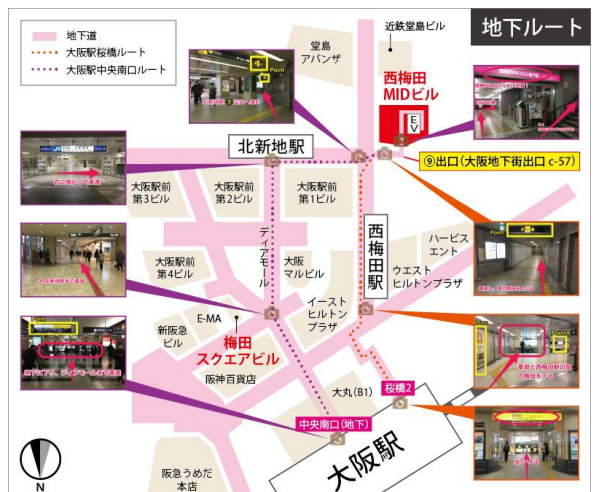 地下ルート
地下道
大阪駅桜橋ルート
大阪駅中央南口ルート
堂島
アバンザ
近鉄堂島ビル
西梅田
MIDビル
EV
Point
北新地駅
⑨出口(大阪地下街出口 c-57)
右に曲がって直進
大阪駅前
第3ビル
大阪駅前
第2ビル
大阪駅前
第1ビル
ディアモール
西梅田駅
Point
ハービス
エント
大阪駅前
第4ビル
大阪
マルビル
ウエスト
ヒルトンプラザ
イースト
ヒルトン
プラザ
E-MA
新阪急
ビル
梅田
スクエアビル
阪神百貨店
Point
Point
大丸(B1)
桜橋2
中央南口(地下)
大阪駅
阪急うめだ
本店
N